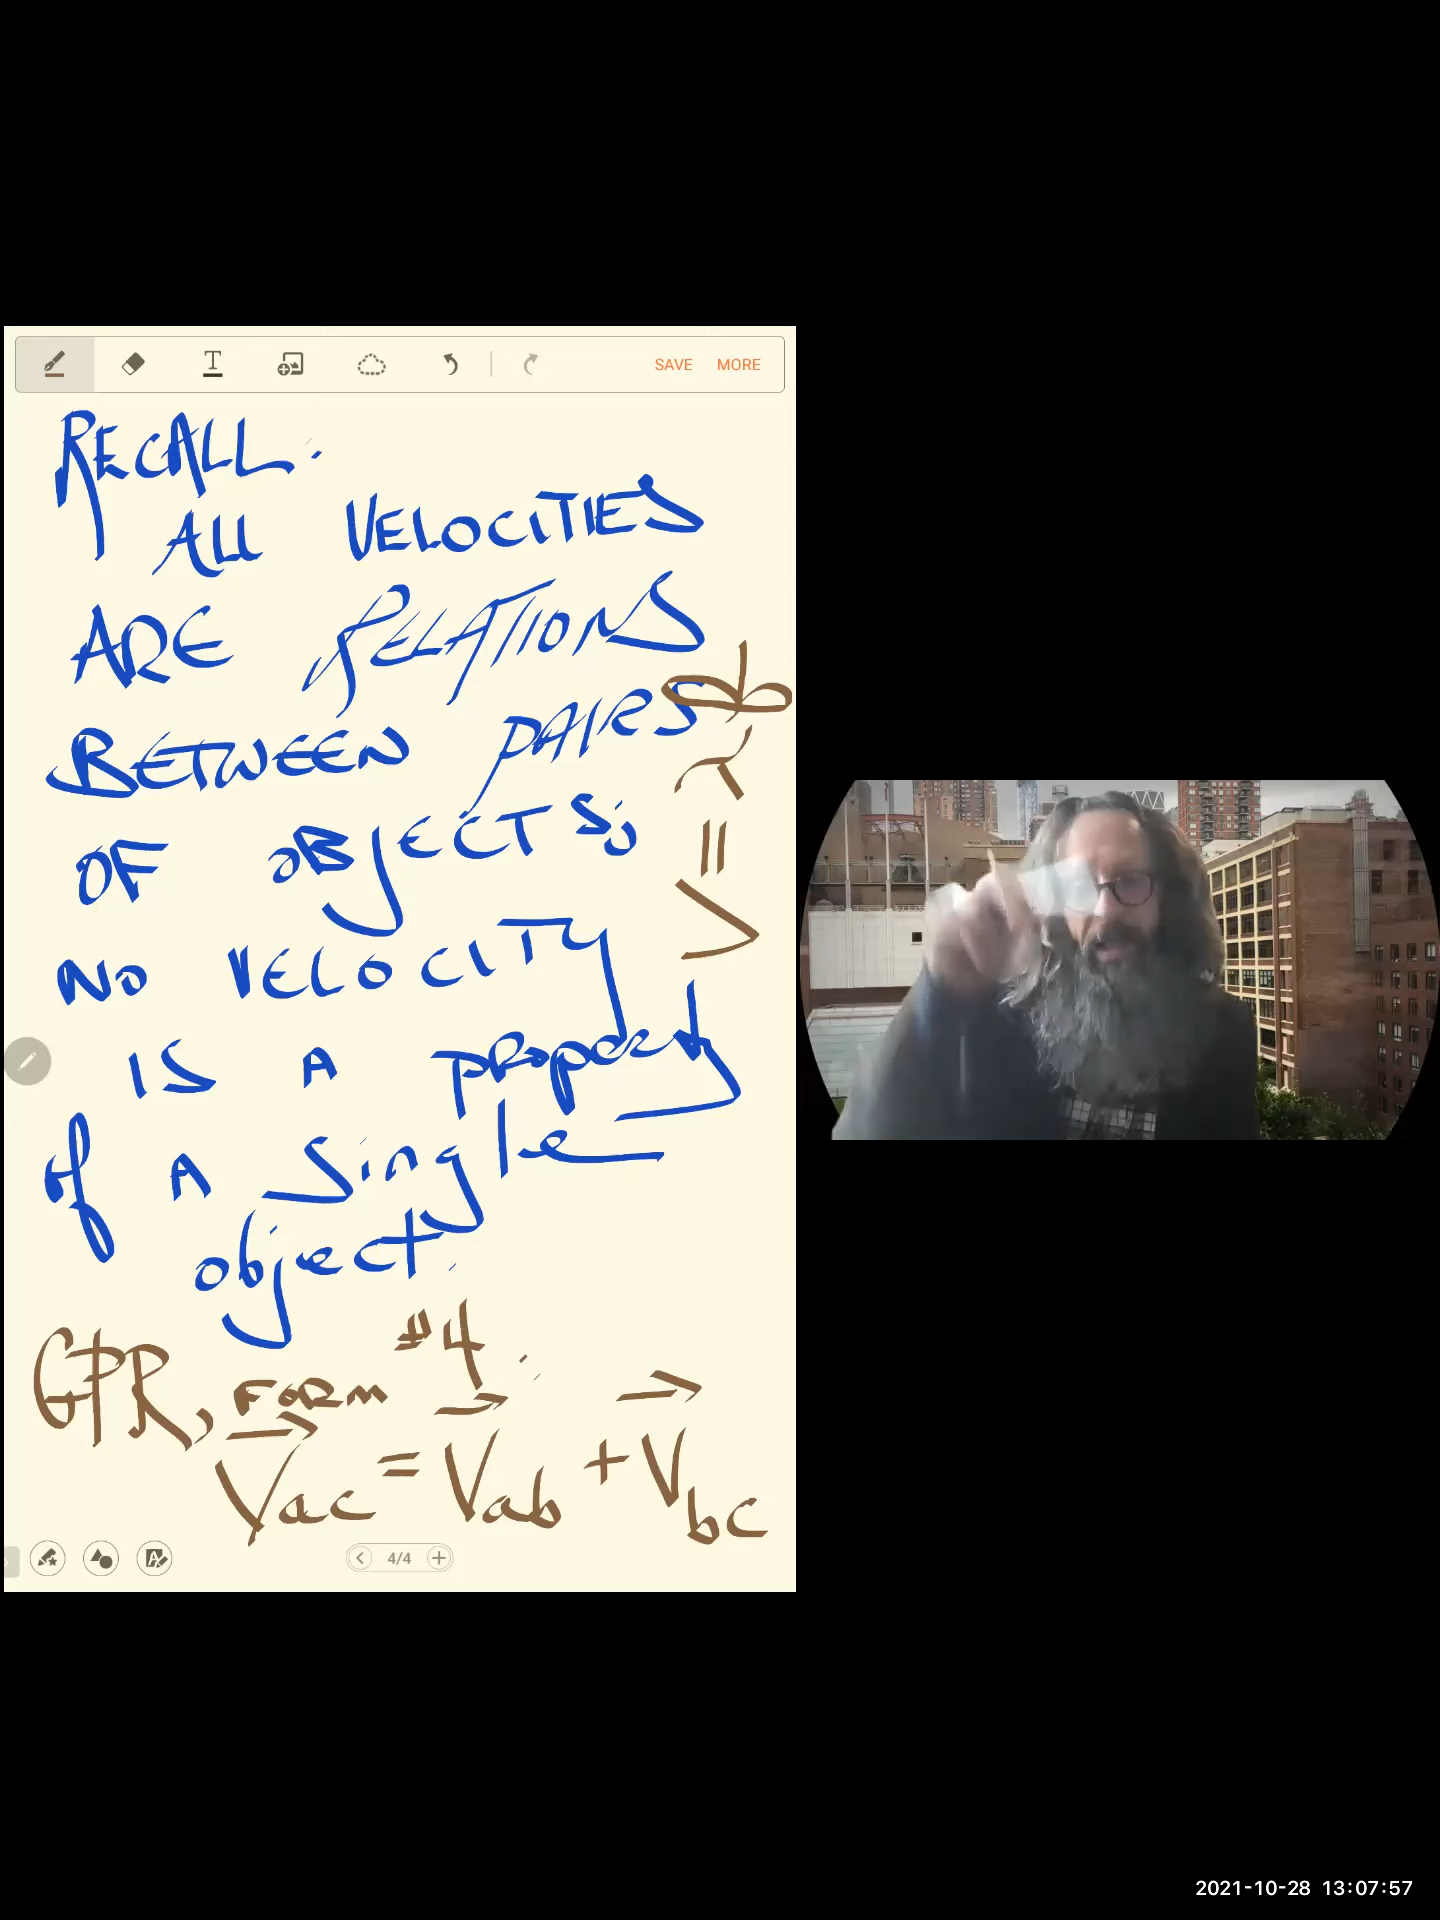 T
SAVE MORE
RECALL:
ALL VELOCITIES
ARE RELATIONS
BETWEEN PAIRS
OF OBJECTS;
NO VELOCITY
IS A property
of A single
object.
GPR, FORM #4:
Vac = Vab + Vbc
4/4
2021-10-28 13:07:57